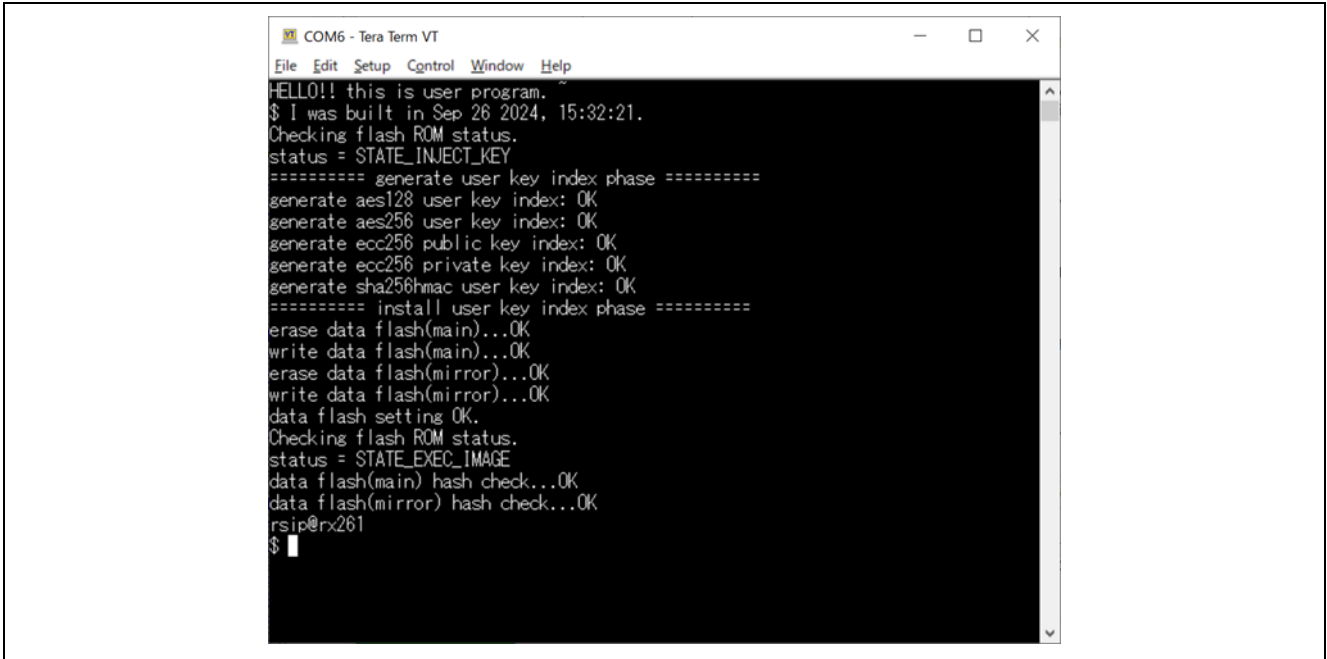 COM6 - Tera Term VT
File Edit Setup Control Window Help
HELLO!! this is user program. ~
$ I was built in Sep 26 2024, 15:32:21.
Checking flash ROM status.
status = STATE_INJECT_KEY
========== generate user key index phase ==========
generate aes128 user key index: OK
generate aes256 user key index: OK
generate ecc256 public key index: OK
generate ecc256 private key index: OK
generate sha256hmac user key index: OK
========== install user key index phase ==========
erase data flash(main)...OK
write data flash(main)...OK
erase data flash(mirror)...OK
write data flash(mirror)...OK
data flash setting OK.
Checking flash ROM status.
status = STATE_EXEC_IMAGE
data flash(main) hash check...OK
data flash(mirror) hash check...OK
rsip@rx261
$